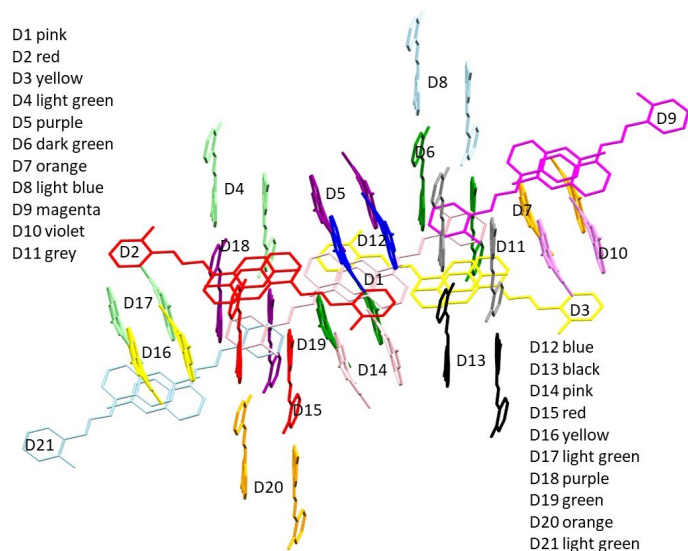 D1 pink
D2 red
D3 yellow
D4 light green
D5 purple
D6 dark green
D7 orange
D8 light blue
D9 magenta
D10 violet
D11 grey
D8
D9
D6
D4
D5
D7
D2
D18
D12
D11
D10
D1
D17
D3
D19
D16
D13
D14
D15
D21
D20
D12 blue
D13 black
D14 pink
D15 red
D16 yellow
D17 light green
D18 purple
D19 green
D20 orange
D21 light green